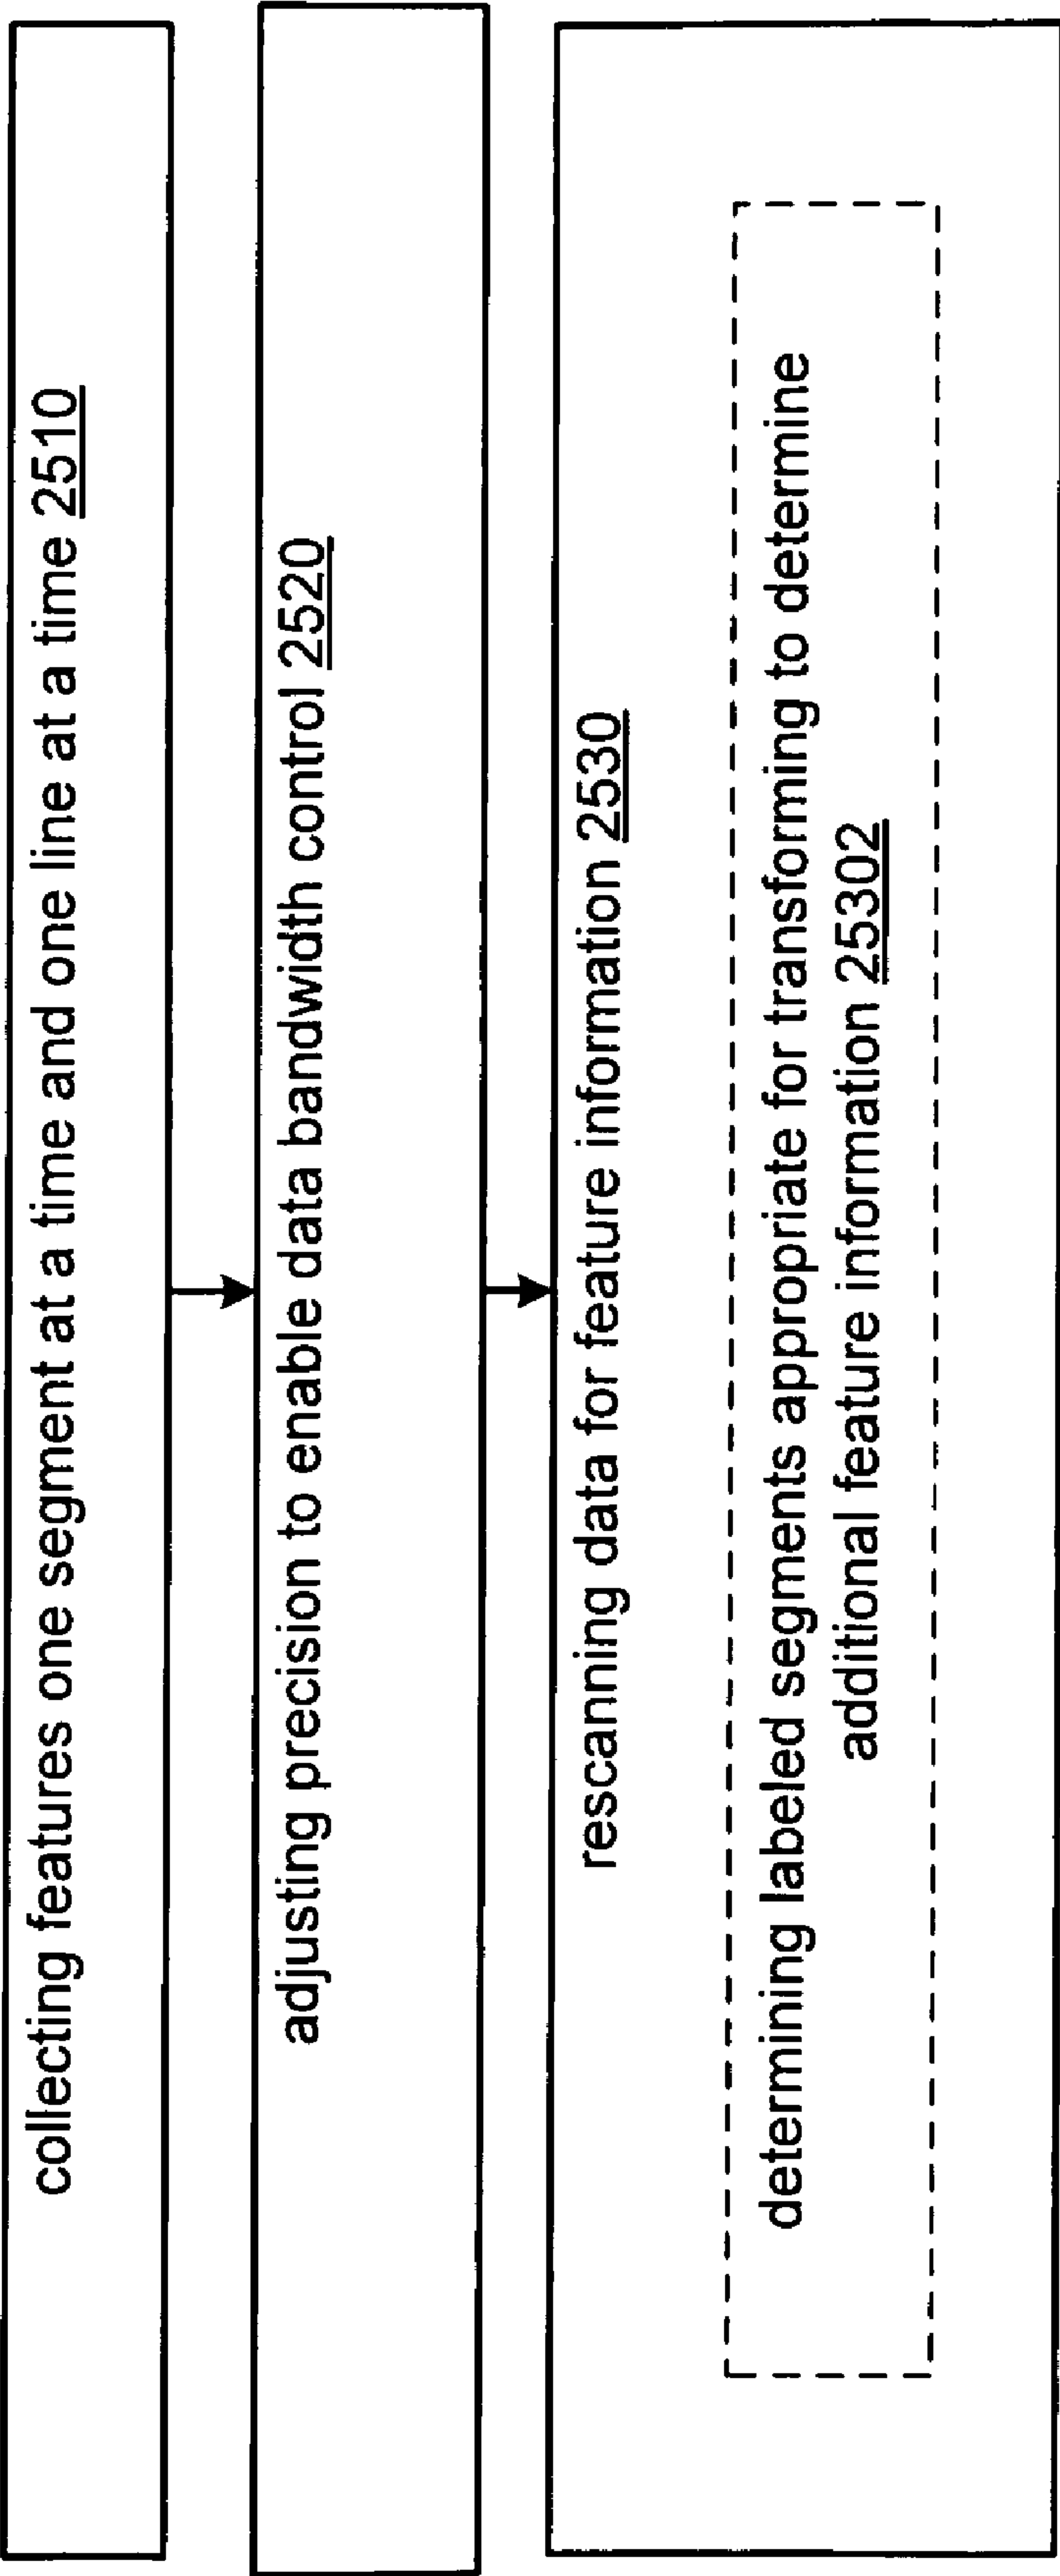 collecting features one segment at a time and one line at a time 2510
adjusting precision to enable data bandwidth control 2520
rescanning data for feature information 2530
determining labeled segments appropriate for transforming to determine
additional feature information 25302